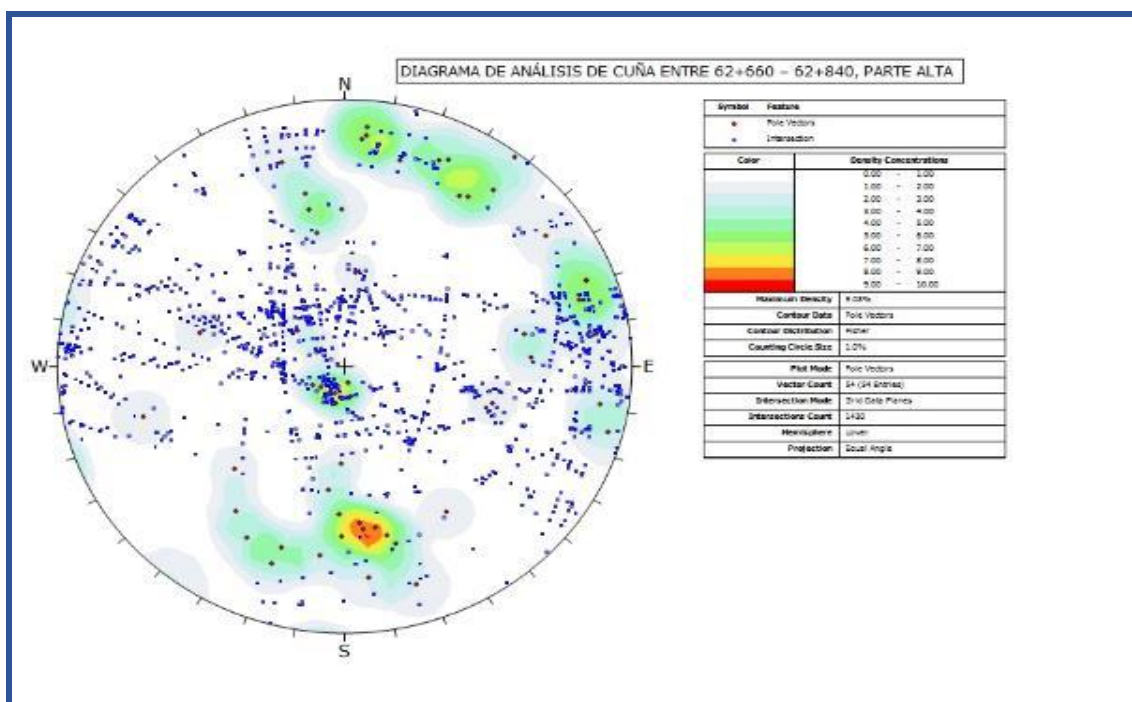 DIAGRAMA DE ANÁLISIS DE CUÑA ENTRE 62+660 – 62+840, PARTE ALTA
N
W
E
S
Symbol Feature
Pole Vectors
Intersection
Color Density Concentrations
0.00 - 1.00
1.00 - 2.00
2.00 - 3.00
3.00 - 4.00
4.00 - 5.00
5.00 - 6.00
6.00 - 7.00
7.00 - 8.00
8.00 - 9.00
9.00 - 10.00
Maximum Density
Contour Data Pole Vectors
Contour Distribution Fisher
Counting Circle Size 1.0%
Plot Mode Pole Vectors
Vector Count 54 (54 Entries)
Intersection Mode Grid Data Planes
Intersections Count
Hemisphere Lower
Projection Equal Angle